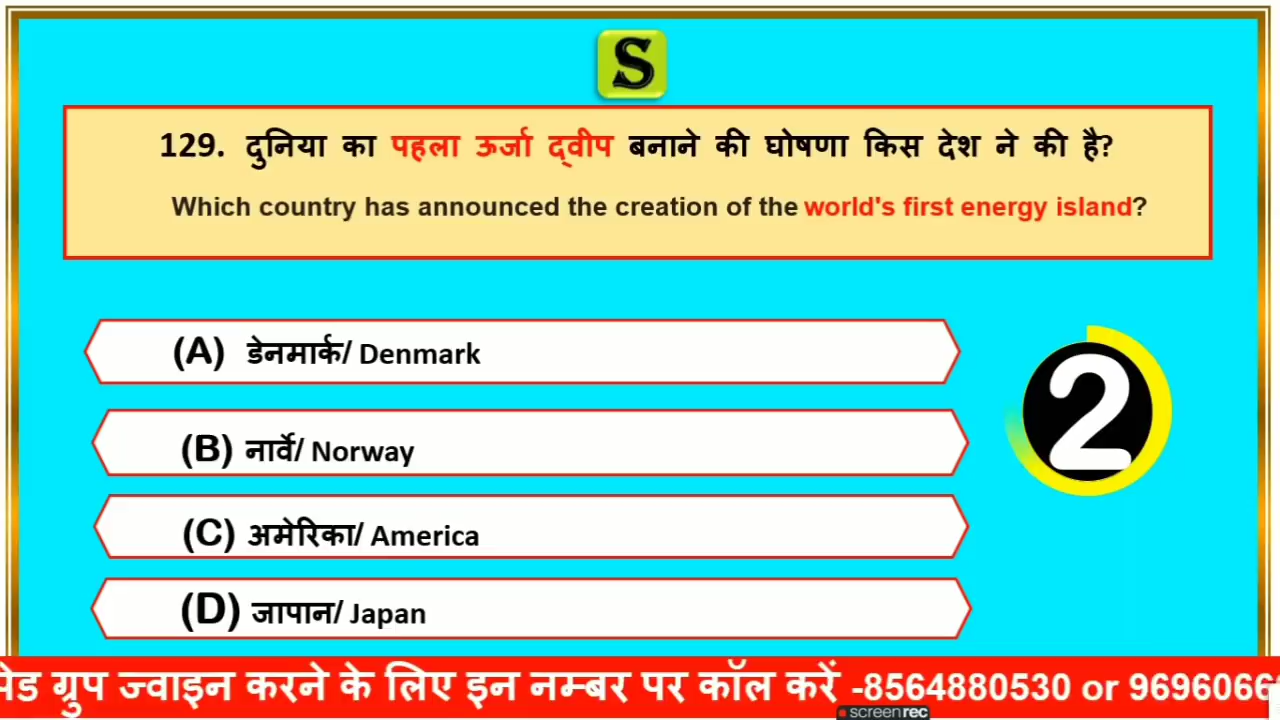 S
129. दुनिया का पहला ऊर्जा द्वीप बनाने की घोषणा किस देश ने की है?
Which country has announced the creation of the world's first energy island?
(A) डेनमार्क/ Denmark
2
(B) नार्वे/ Norway
(C) अमेरिका/ America
(D) जापान/ Japan
ग्रुप ज्वाइन करने के लिए इन नम्बर पर कॉल करें -8564880530 or
screenrec